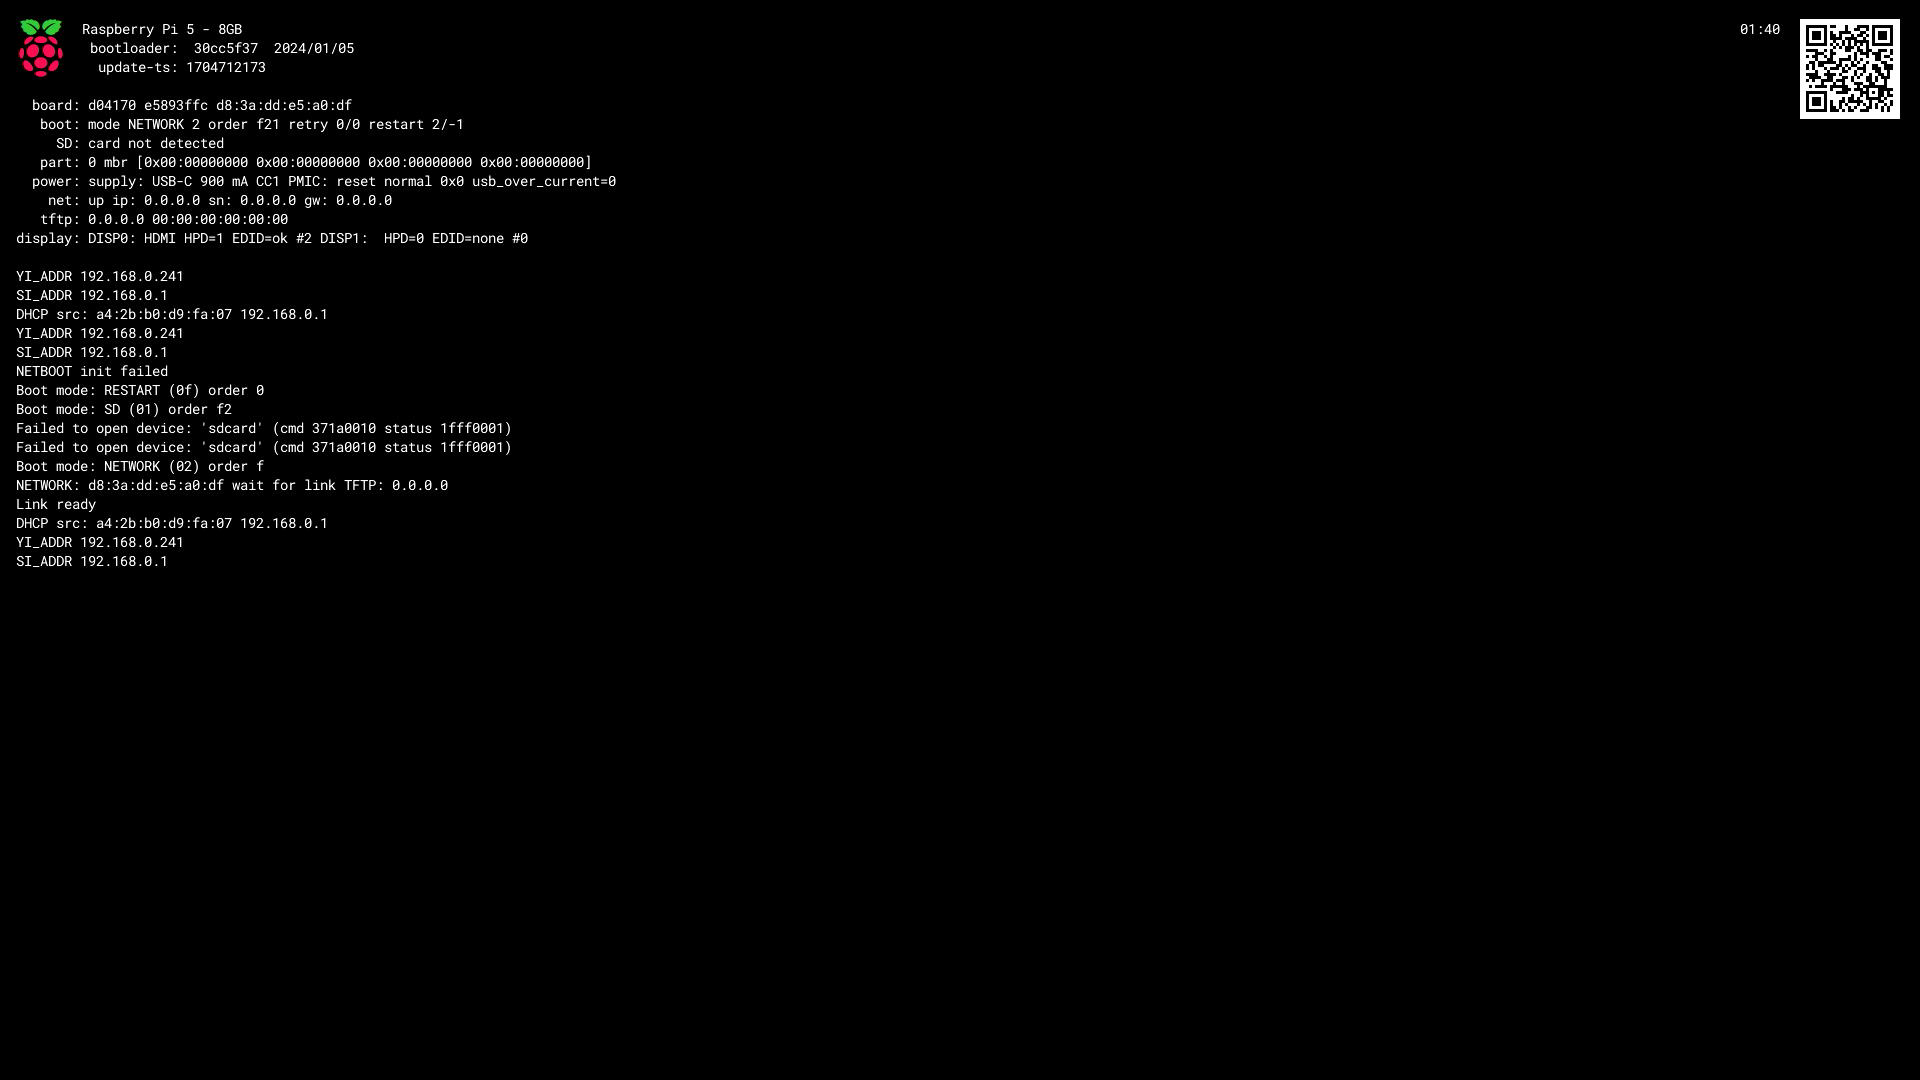 Raspberry Pi 5 - 8GB
bootloader: 30cc5f37 2024/01/05
update-ts: 1704712173
01:40
board: d04170 e5893ffc d8:3a:dd:e5:a0:df
boot: mode NETWORK 2 order f21 retry 0/0 restart 2/-1
SD: card not detected
part: 0 mbr [0x00:00000000 0x00:00000000 0x00:00000000 0x00:00000000]
power: supply: USB-C 900 mA CC1 PMIC: reset normal 0x0 usb_over_current=0
net: up ip: 0.0.0.0 sn: 0.0.0.0 gw: 0.0.0.0
tftp: 0.0.0.0 00:00:00:00:00:00
display: DISP0: HDMI HPD=1 EDID=ok #2 DISP1:  HPD=0 EDID=none #0
YI_ADDR 192.168.0.241
SI_ADDR 192.168.0.1
DHCP src: a4:2b:b0:d9:fa:07 192.168.0.1
YI_ADDR 192.168.0.241
SI_ADDR 192.168.0.1
NETBOOT init failed
Boot mode: RESTART (0f) order 0
Boot mode: SD (01) order f2
Failed to open device: 'sdcard' (cmd 371a0010 status 1fff0001)
Failed to open device: 'sdcard' (cmd 371a0010 status 1fff0001)
Boot mode: NETWORK (02) order f
NETWORK: d8:3a:dd:e5:a0:df wait for link TFTP: 0.0.0.0
Link ready
DHCP src: a4:2b:b0:d9:fa:07 192.168.0.1
YI_ADDR 192.168.0.241
SI_ADDR 192.168.0.1